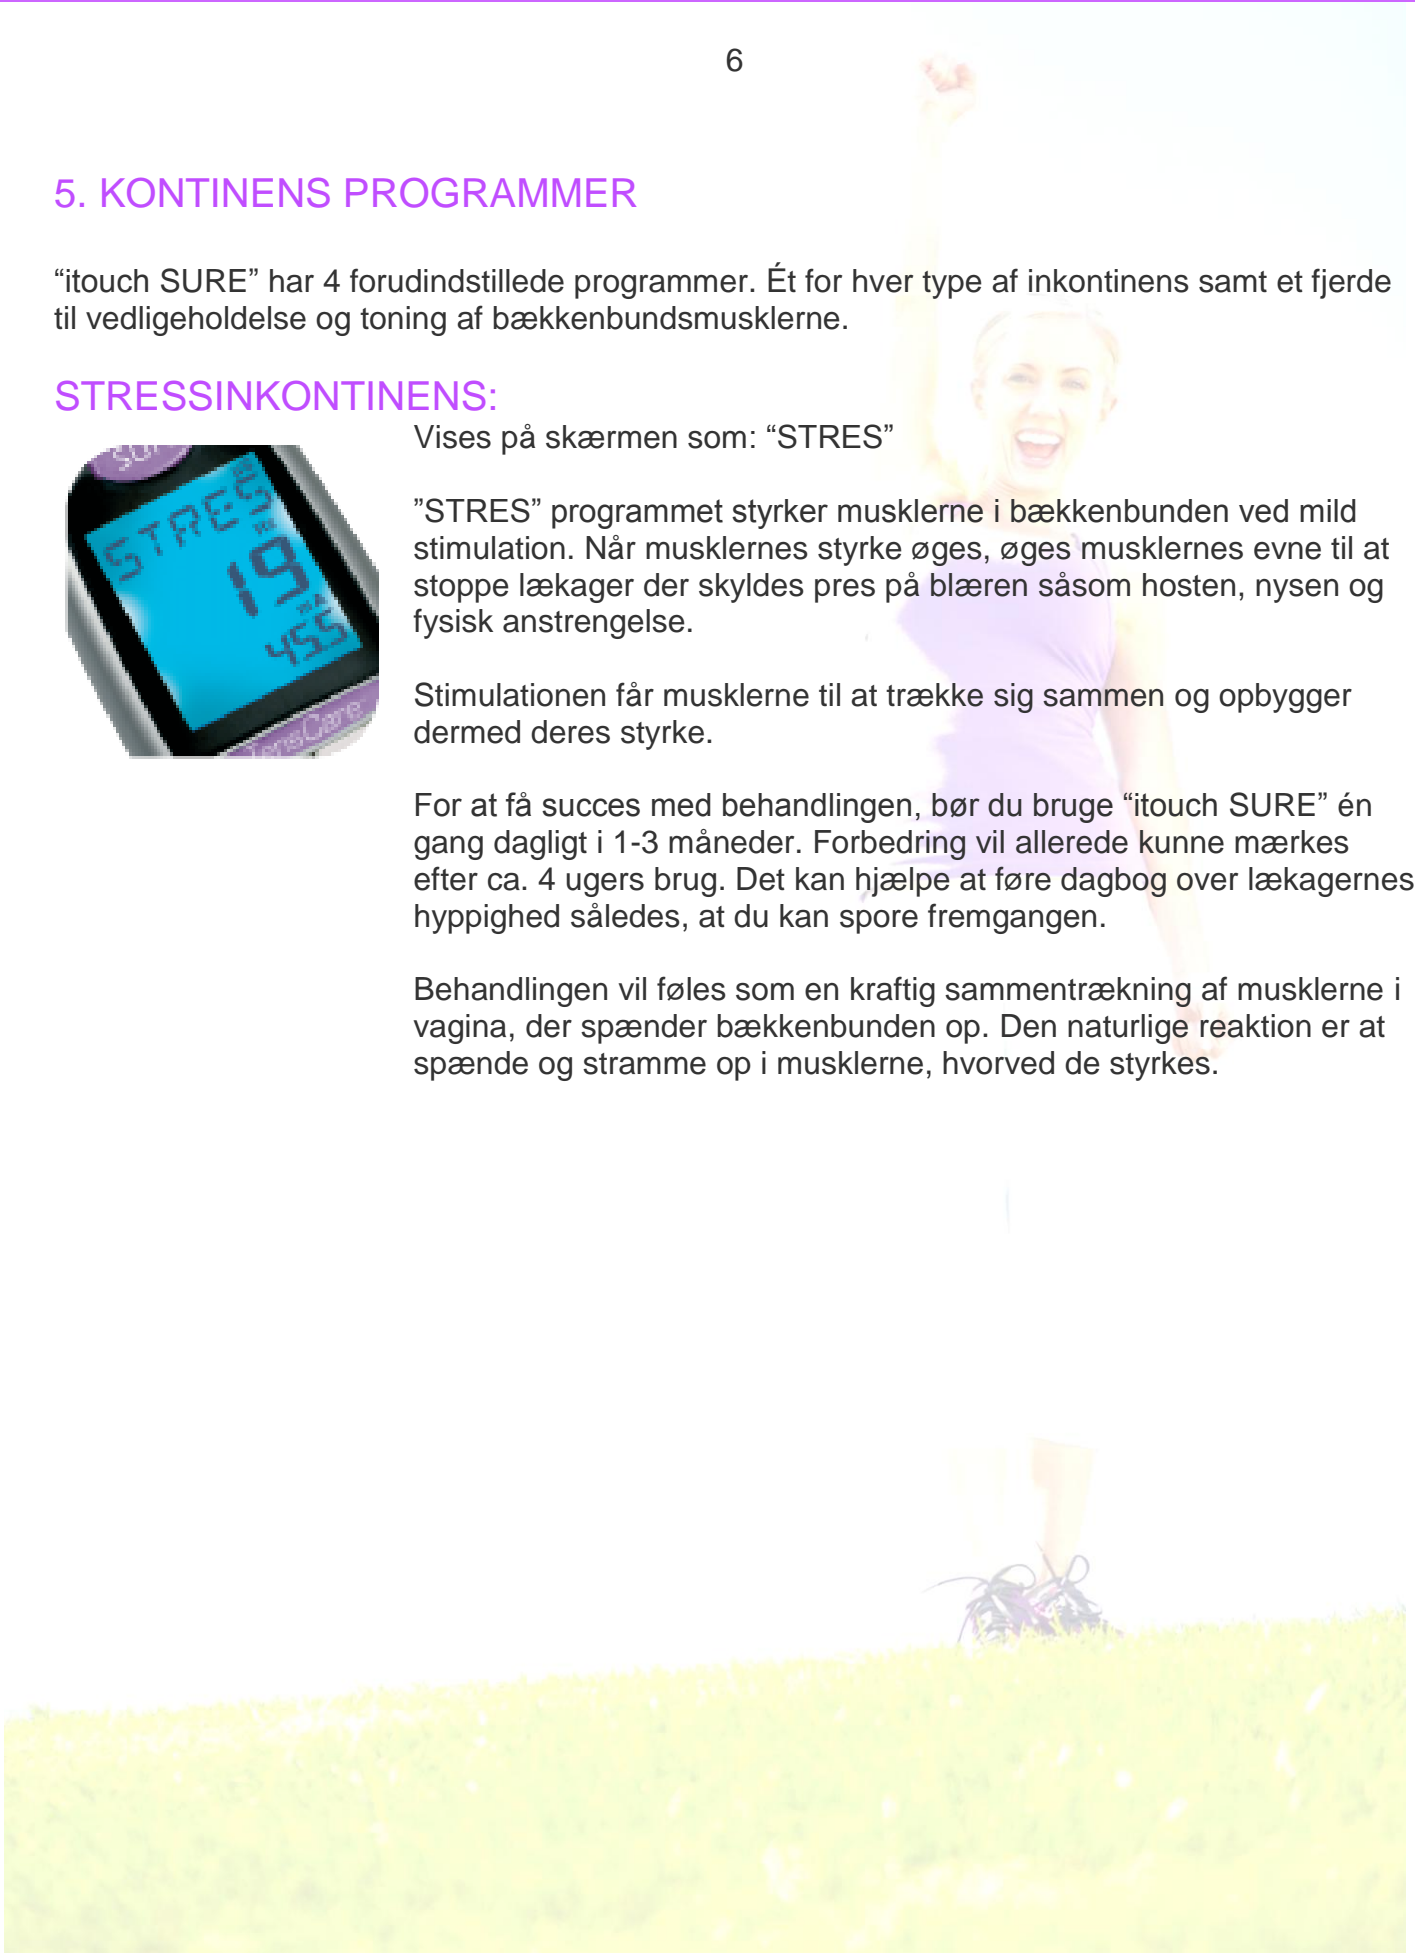 6
5. KONTINENS PROGRAMMER
“itouch SURE” har 4 forudindstillede programmer. Ét for hver type af inkontinens samt et fjerde
til vedligeholdelse og toning af bækkenbundsmusklerne.
STRESSINKONTINENS:
Vises på skærmen som: “STRES”
”STRES” programmet styrker musklerne i bækkenbunden ved mild
stimulation. Når musklernes styrke øges, øges musklernes evne til at
stoppe lækager der skyldes pres på blæren såsom hosten, nysen og
fysisk anstrengelse.
Stimulationen får musklerne til at trække sig sammen og opbygger
dermed deres styrke.
For at få succes med behandlingen, bør du bruge “itouch SURE” én
gang dagligt i 1-3 måneder. Forbedring vil allerede kunne mærkes
efter ca. 4 ugers brug. Det kan hjælpe at føre dagbog over lækagernes
hyppighed således, at du kan spore fremgangen.
Behandlingen vil føles som en kraftig sammentrækning af musklerne i
vagina, der spænder bækkenbunden op. Den naturlige reaktion er at
spænde og stramme op i musklerne, hvorved de styrkes.
STRES
19
455
TensCare